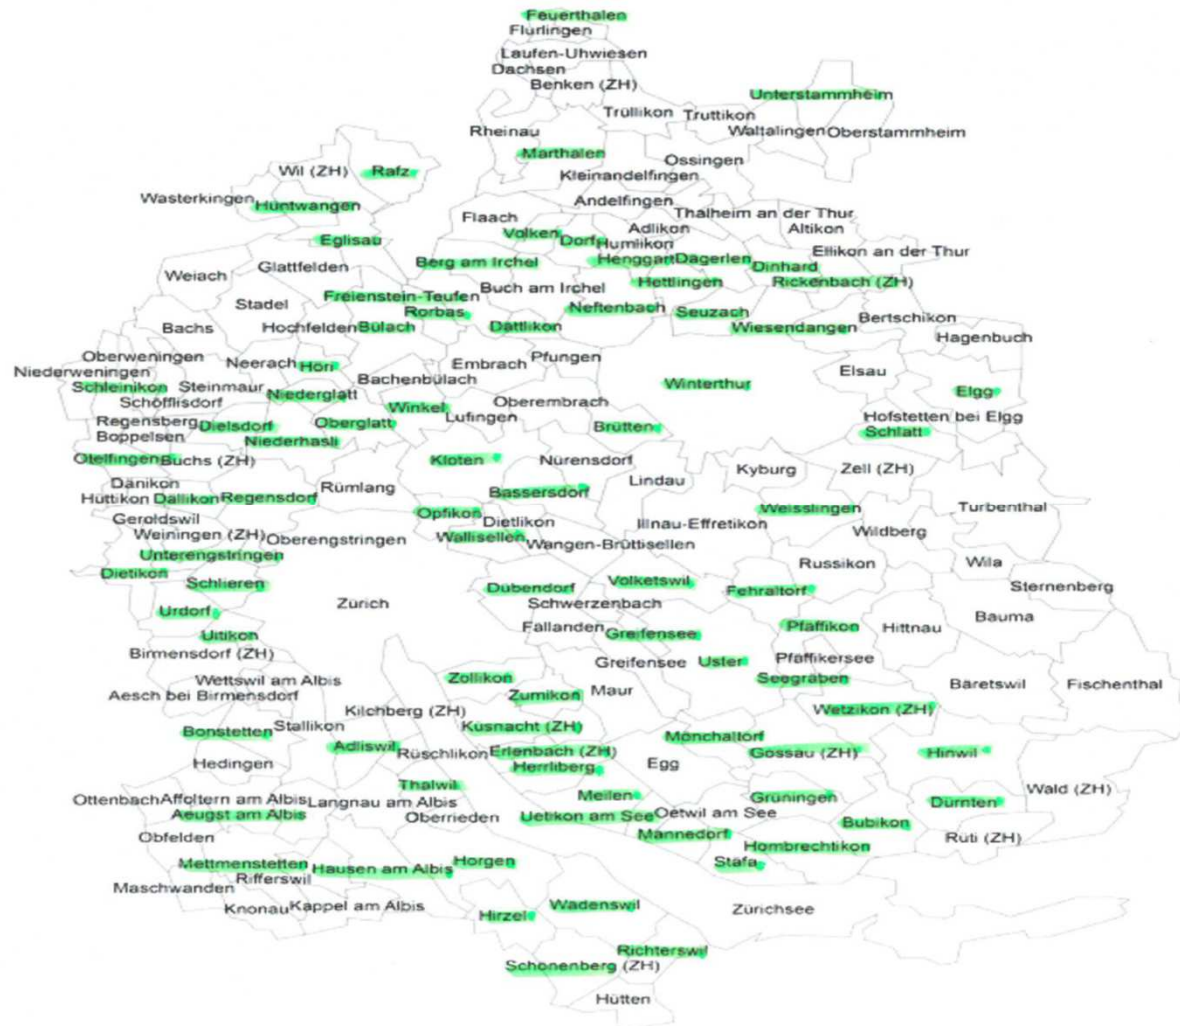 Feuerthalen
Flurlingen
Laufen-Uhwiesen
Dachsen
Benken (ZH)
Unterstammheim
Trüllikon Truttikon
Rheinau Waltalingen Oberstammheim
Marthalen Ossingen
Wil (ZH) Rafz Kleinandelfingen
Wasterkingen Hüntwangen Andelfingen
Flaach Thalheim an der Thur
Volken Adlikon Altikon
Eglisau Dorf Humlikon
Ellikon an der Thur
Glattfelden Berg am Irchel Henggart Dägerlen Dinhard
Weiach Hettlingen Rickenbach (ZH)
Freienstein-Teufen Buch am Irchel
Stadel Rorbas Neftenbach Seuzach
Bachs Hochfelden Bülach Dättlikon Wiesendangen Bertschikon
Hagenbuch
Oberweningen Neerach Höri Embrach Pfungen
Niederweningen Bachenbülach Elsau
Schleinikon Steinmaur Winterthur
Schöfflisdorf Niederglatt Oberembrach Elgg
Winkel Lufingen Hofstetten bei Elgg
Regensberg Dielsdorf Oberglatt Brütten Schlatt
Boppelsen Niederhasli
Otelfingen Buchs (ZH) Kloten Nürensdorf Kyburg Zell (ZH)
Dänikon Rümlang Lindau
Hüttikon Dällikon Regensdorf Bassersdorf
Geroldswil Opfikon Dietlikon Weisslingen Turbenthal
Weiningen (ZH) Oberengstringen Wallisellen Illnau-Effretikon Wildberg
Unterengstringen Wangen-Brüttisellen
Dietikon Russikon Wila
Schlieren Dübendorf Volketswil Fehraltorf Sternenberg
Urdorf Zürich Schwerzenbach Bauma
Uitikon Fällanden Greifensee Pfäffikon Hittnau
Birmensdorf (ZH) Greifensee Uster Pfäffikersee
Wettswil am Albis Zollikon Seegräben
Aesch bei Birmensdorf Zumikon Maur Bäretswil Fischenthal
Kilchberg (ZH) Wetzikon (ZH)
Bonstetten Stallikon Küsnacht (ZH) Mönchaltorf
Adliswil Rüschlikon Erlenbach (ZH) Gossau (ZH) Hinwil
Hedingen Herrliberg Egg
Thalwil Wald (ZH)
Ottenbach Affoltern am Albis Langnau am Albis Meilen Grüningen Dürnten
Aeugst am Albis Oberrieden Uetikon am See Oetwil am See Bubikon
Obfelden Männedorf Rüti (ZH)
Hombrechtikon
Mettmenstetten Hausen am Albis Horgen Stäfa
Rifferswil
Maschwanden
Knonau Kappel am Albis Hirzel Wädenswil Zürichsee
Richterswil
Schönenberg (ZH)
Hütten